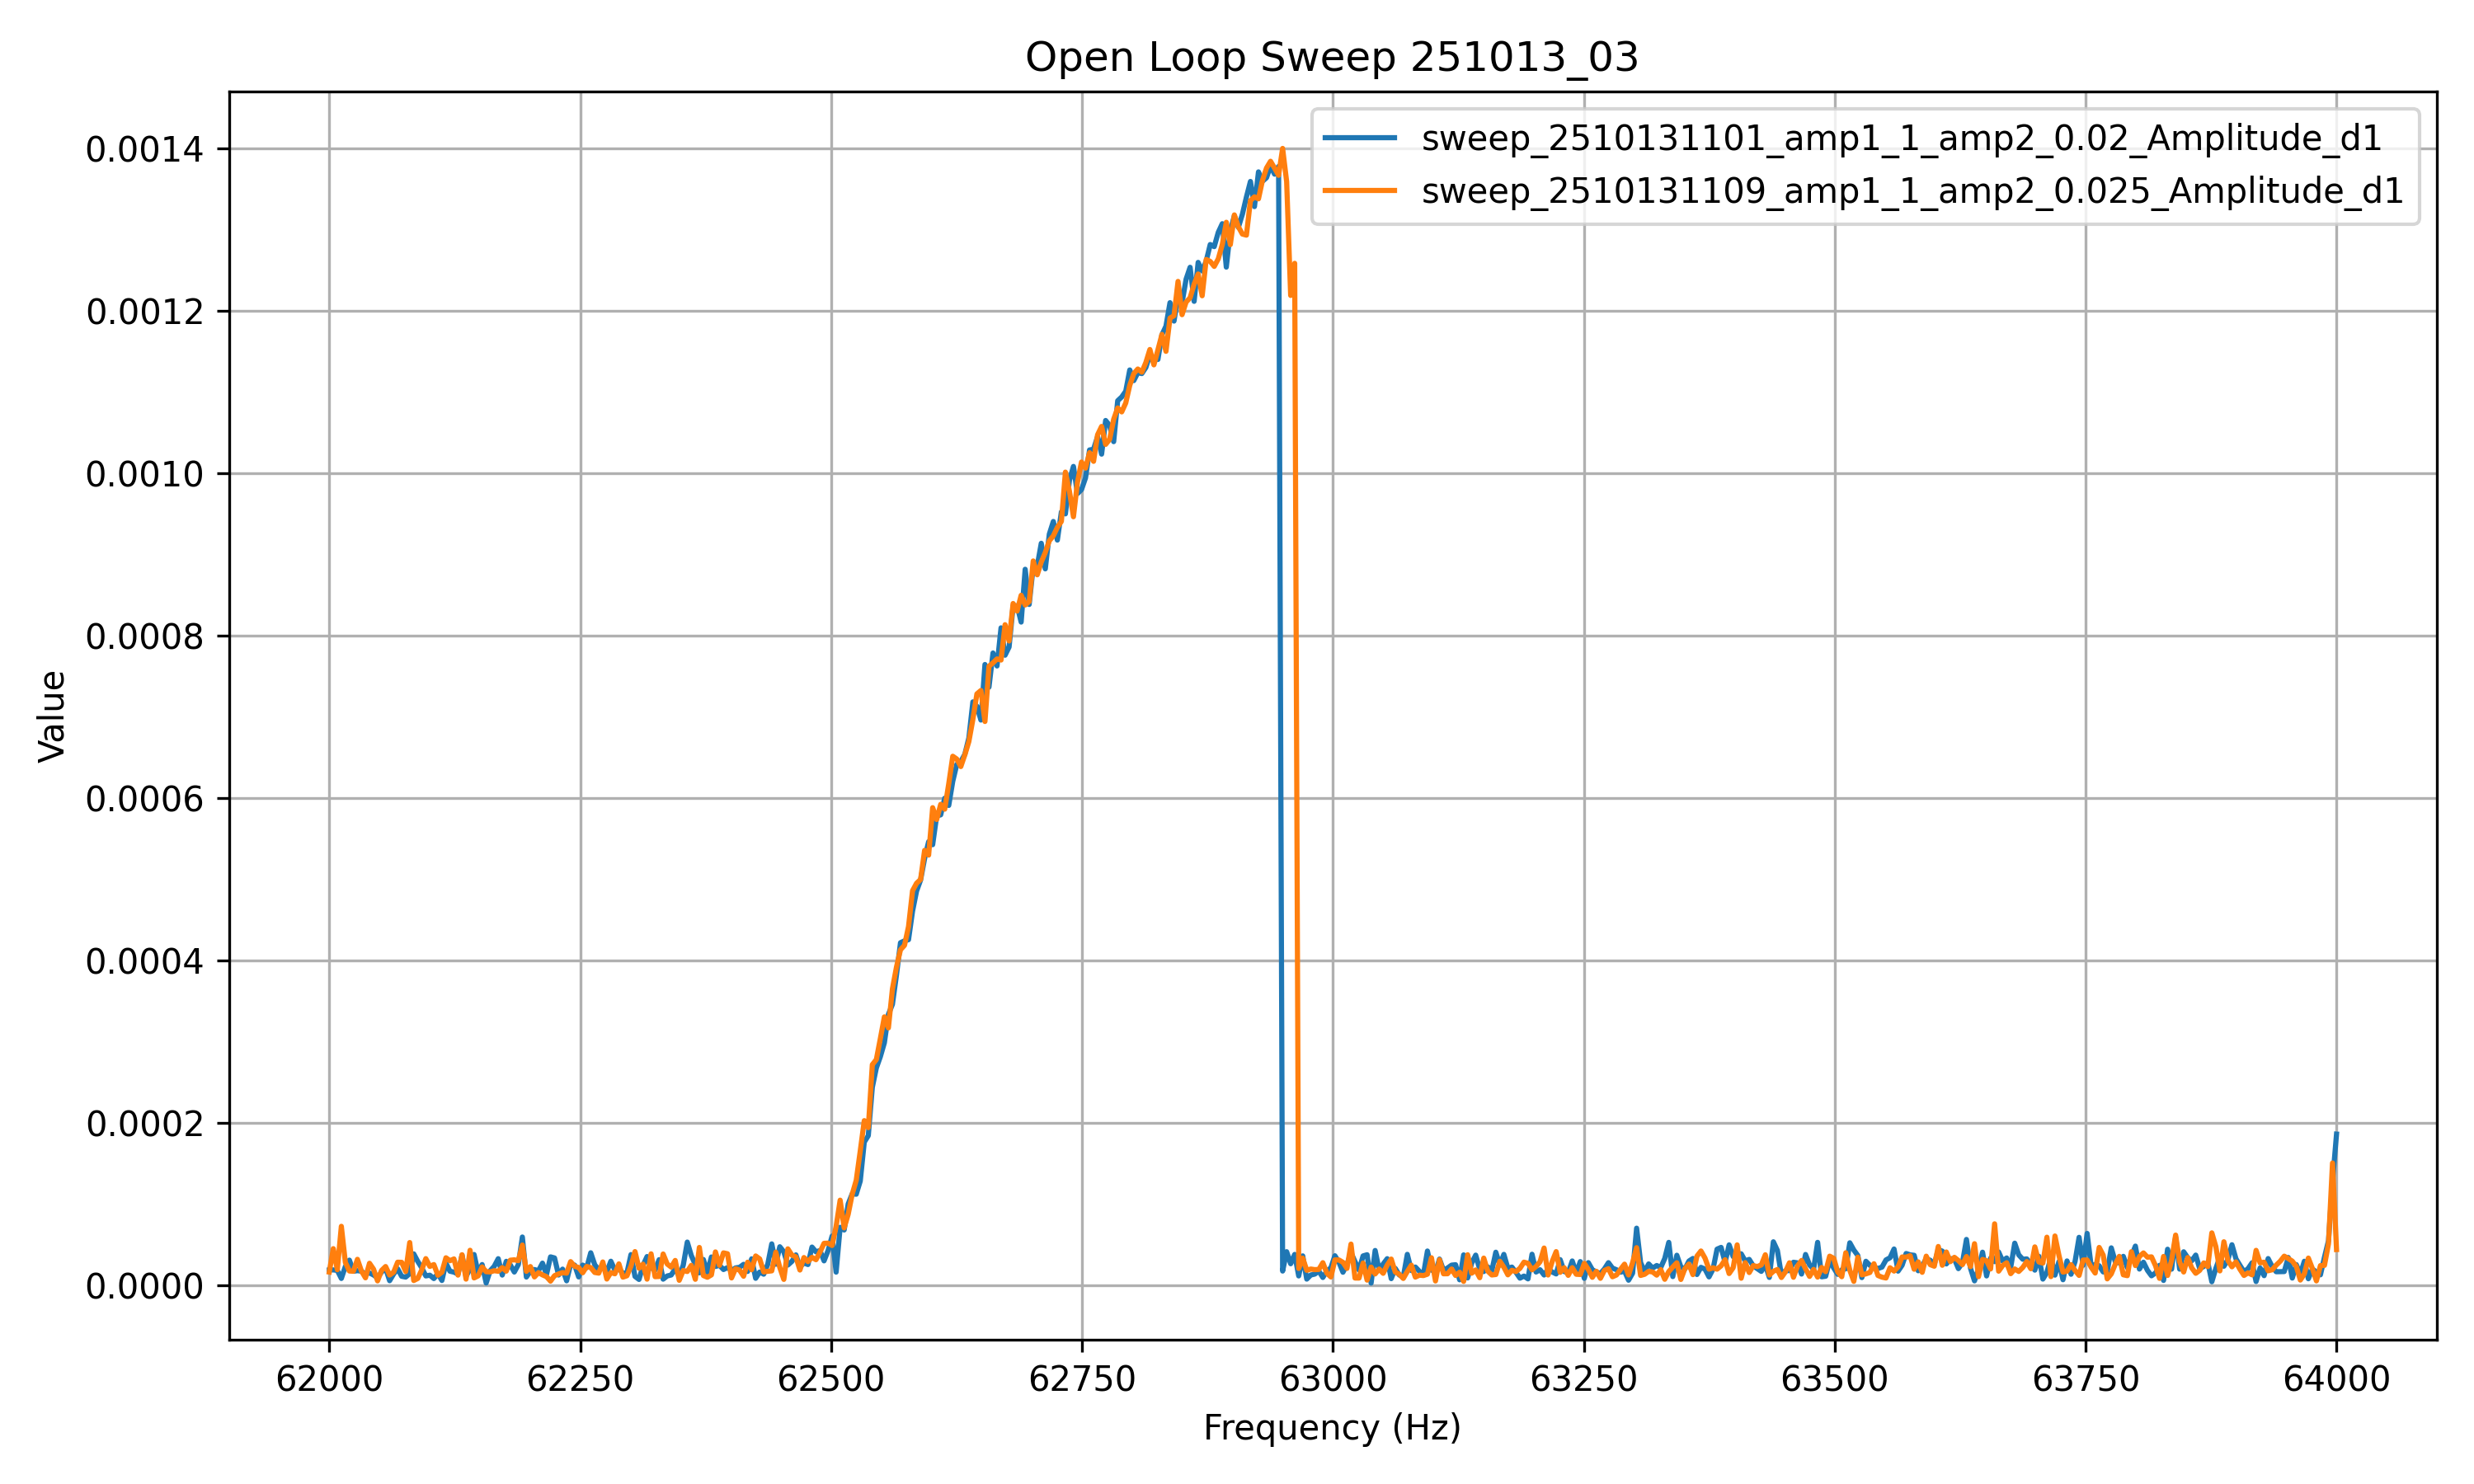 Open Loop Sweep 251013_03
sweep_2510131101_amp1_1_amp2_0.02_Amplitude_d1
sweep_2510131109_amp1_1_amp2_0.025_Amplitude_d1
0.0014
0.0012
0.0010
0.0008
0.0006
0.0004
0.0002
0.0000
Value
62000 62250 62500 62750 63000 63250 63500 63750 64000
Frequency (Hz)